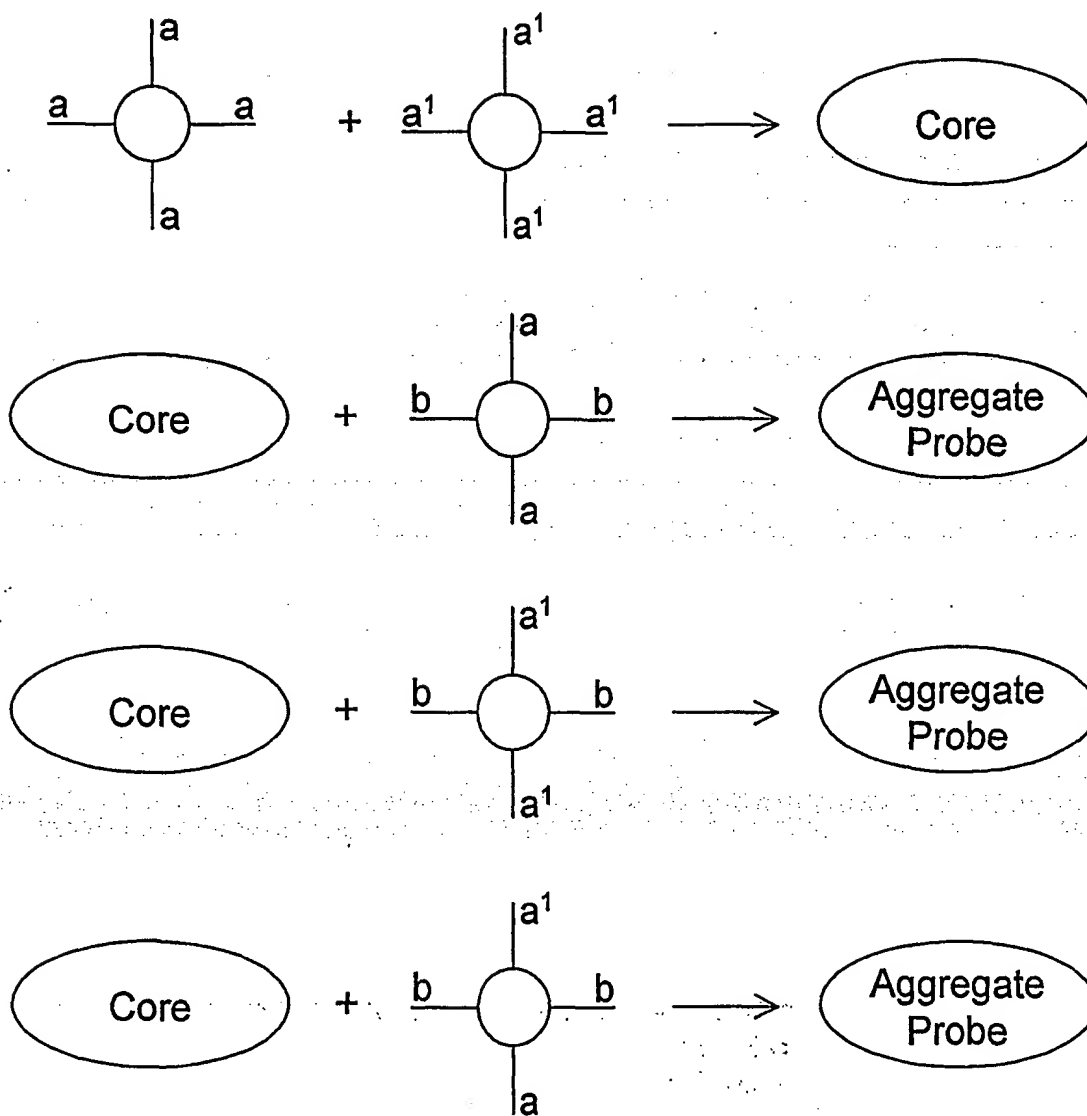 a a¹
a a + a¹ a¹ → Core
a a¹
a
Core + b b → Aggregate
Probe
a
a¹
Core + b b → Aggregate
Probe
a¹
a¹
Core + b b → Aggregate
Probe
a